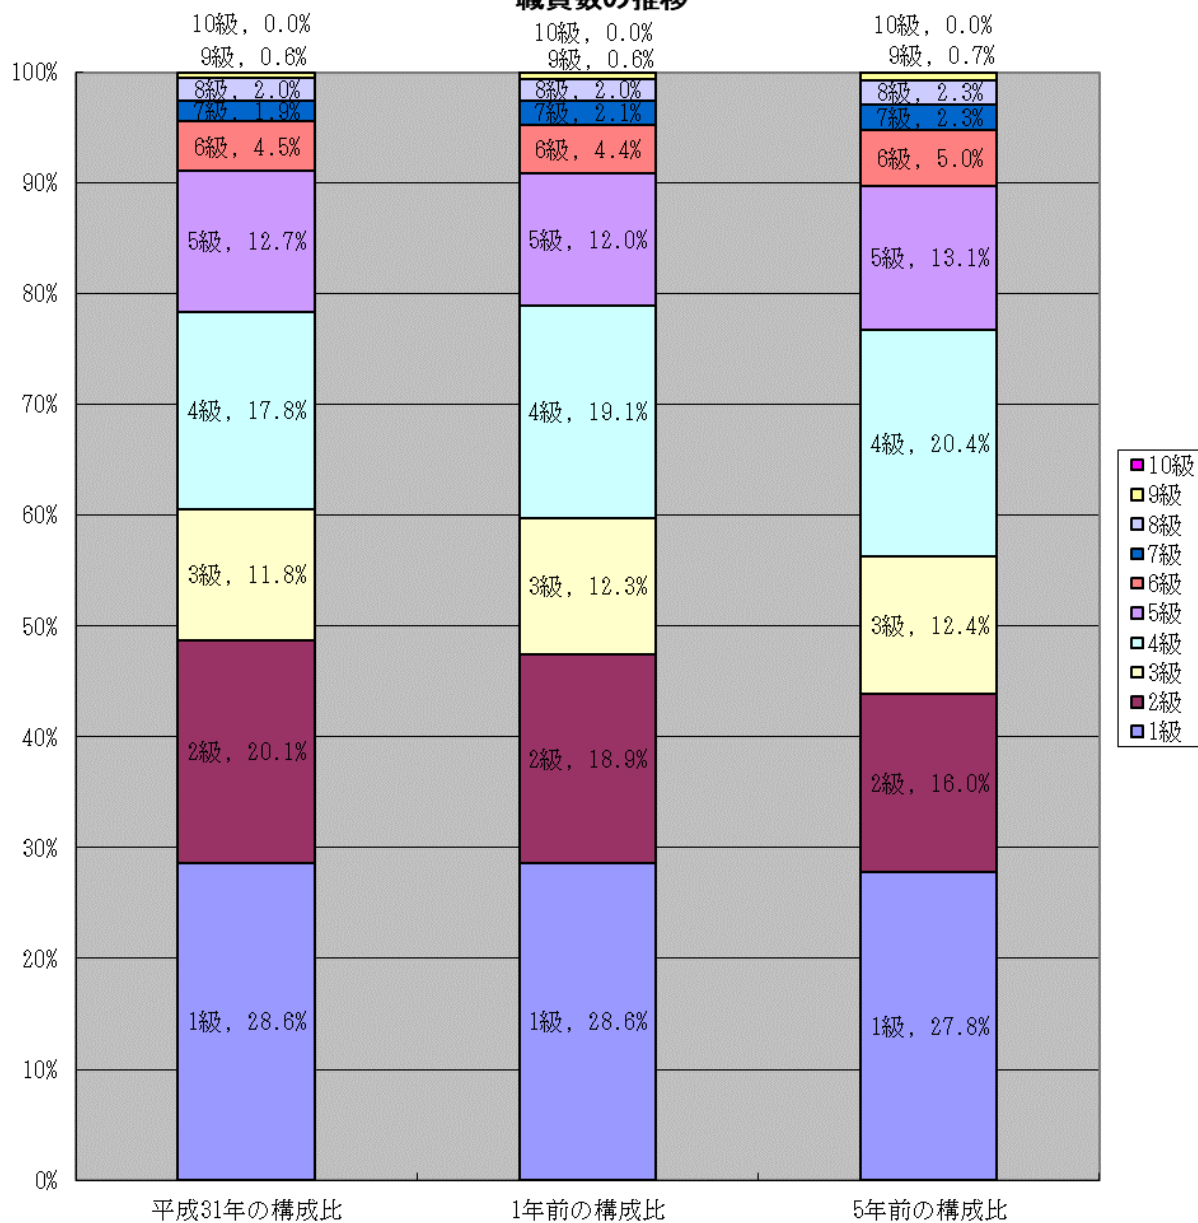 職員数の推移
10級, 0.0%
9級, 0.6%
8級, 2.0%
7級, 1.9%
6級, 4.5%
5級, 12.7%
4級, 17.8%
3級, 11.8%
2級, 20.1%
1級, 28.6%
10級, 0.0%
9級, 0.6%
8級, 2.0%
7級, 2.1%
6級, 4.4%
5級, 12.0%
4級, 19.1%
3級, 12.3%
2級, 18.9%
1級, 28.6%
10級, 0.0%
9級, 0.7%
8級, 2.3%
7級, 2.3%
6級, 5.0%
5級, 13.1%
4級, 20.4%
3級, 12.4%
2級, 16.0%
1級, 27.8%
100%
90%
80%
70%
60%
50%
40%
30%
20%
10%
0%
平成31年の構成比
1年前の構成比
5年前の構成比
10級
9級
8級
7級
6級
5級
4級
3級
2級
1級